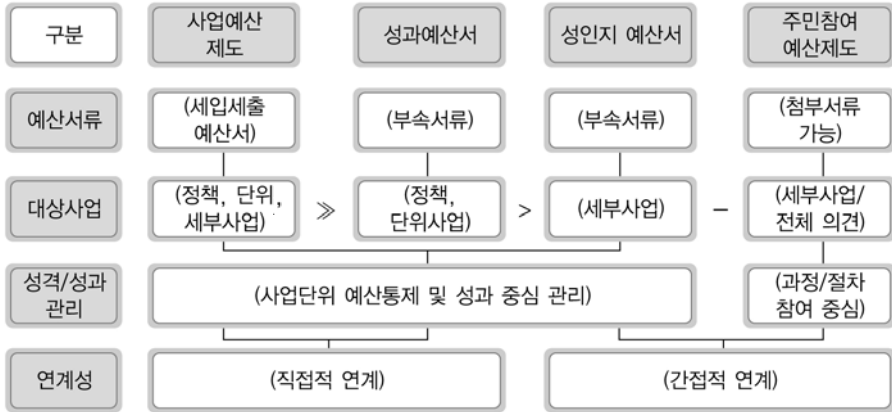 구분
사업예산
제도
성과예산서
성인지 예산서
주민참여
예산제도
예산서류
(세입세출
예산서)
(부속서류)
(부속서류)
(첨부서류
가능)
대상사업
(정책, 단위,
세부사업)
≫
(정책,
단위사업)
>
(세부사업)
–
(세부사업/
전체 의견)
성격/성과
관리
(사업단위 예산통제 및 성과 중심 관리)
(과정/절차
참여 중심)
연계성
(직접적 연계)
(간접적 연계)